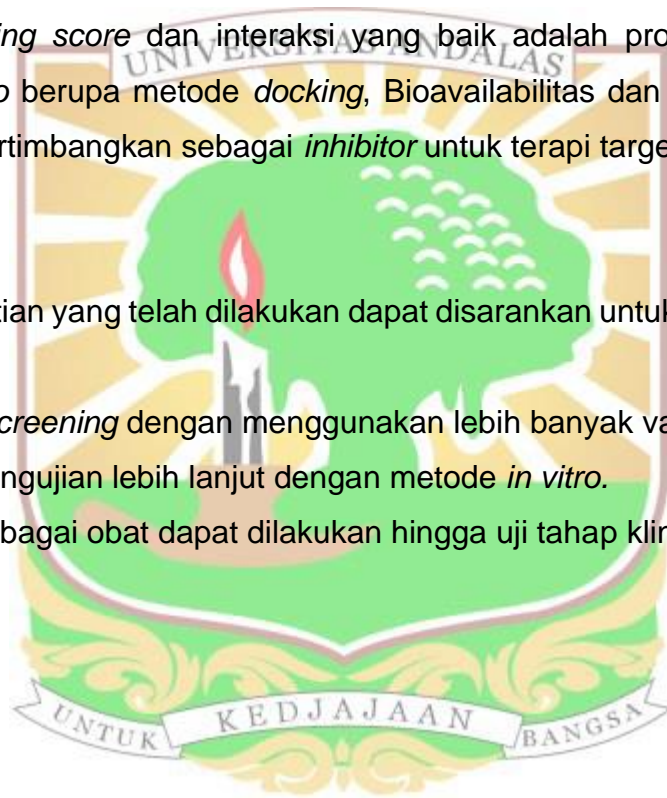 ing score dan interaksi yang baik adalah pro
UNIVERSITAS ANDALAS
o berupa metode docking, Bioavailabilitas dan
rtimbangkan sebagai inhibitor untuk terapi targe
tian yang telah dilakukan dapat disarankan untuk
creening dengan menggunakan lebih banyak va
ngujian lebih lanjut dengan metode in vitro.
bagai obat dapat dilakukan hingga uji tahap klin
UNTUK KEDJAJAAN BANGSA